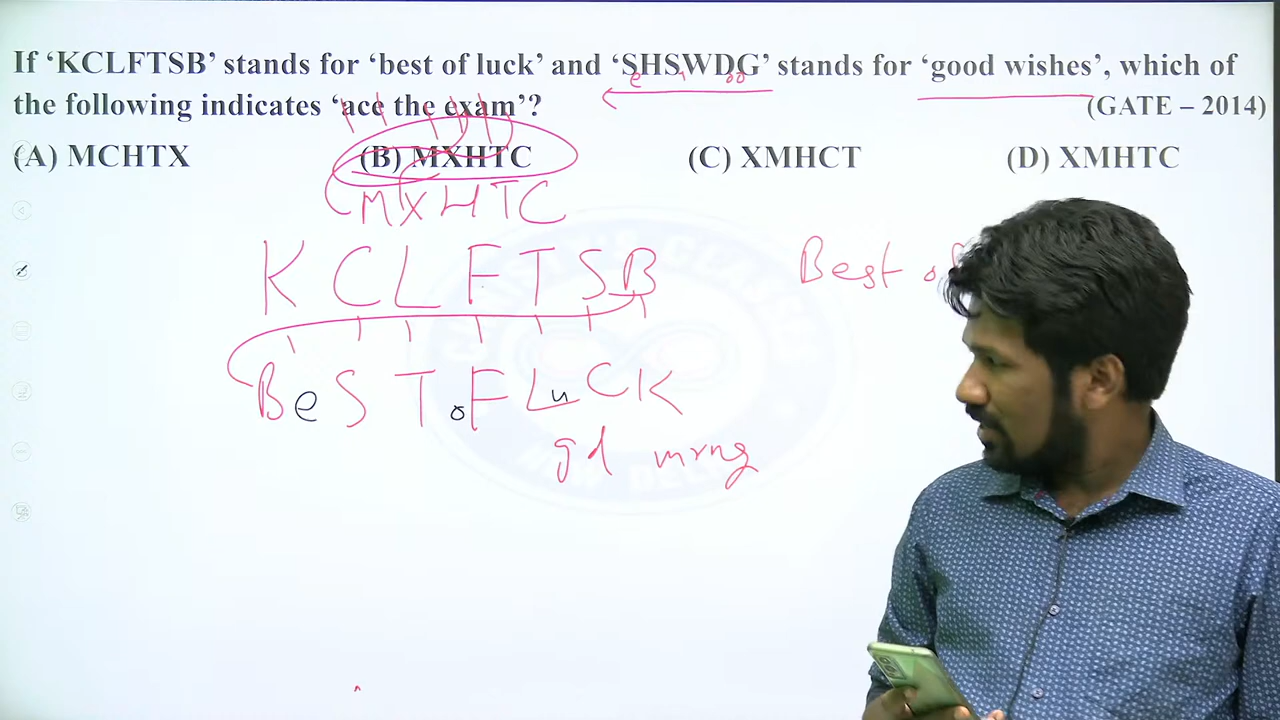 If ‘KCLFTSB’ stands for ‘best of luck’ and ‘SHSWDG’ stands for ‘good wishes’, which of
the following indicates ‘ace the exam’?
(GATE – 2014)
(A) MCHTX (B) MXHTC (C) XMHCT (D) XMHTC
MXHTC
KCLFTSB
Best of
BeST oF LuCK
gd mrng